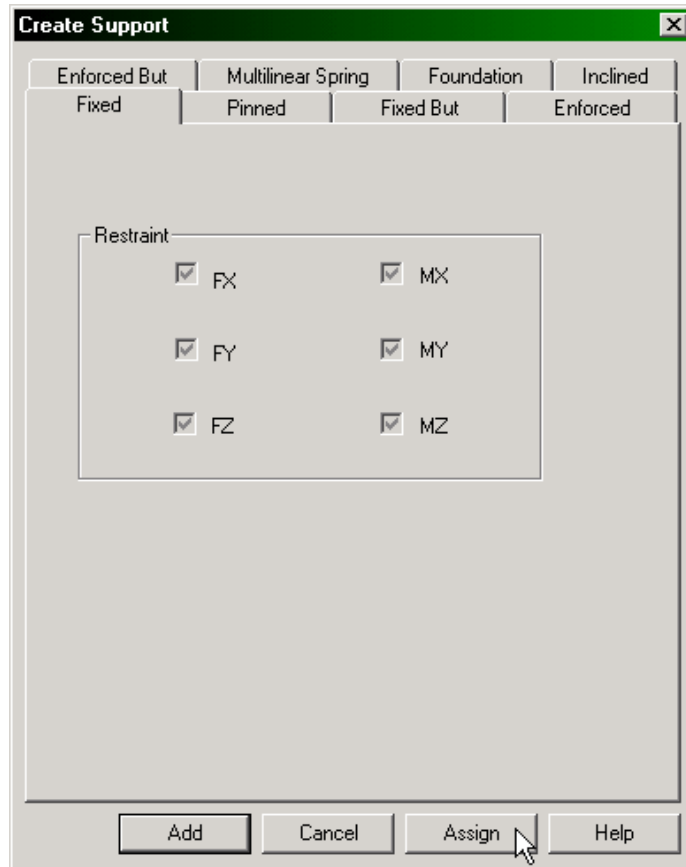 Create Support
Enforced But Multilinear Spring Foundation Inclined
Fixed Pinned Fixed But Enforced
Restraint
FX MX
FY MY
FZ MZ
Add Cancel Assign Help